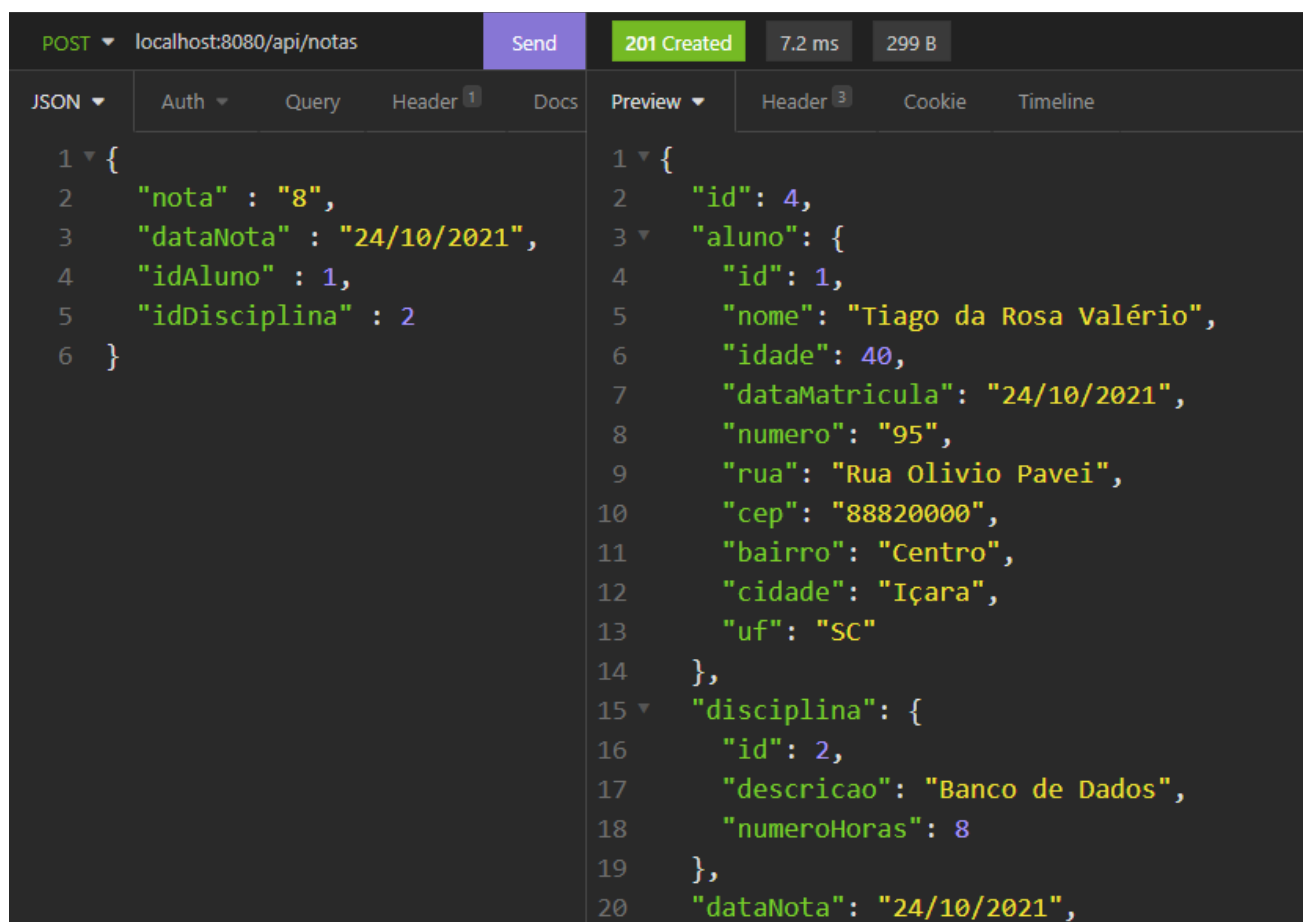 POST localhost:8080/api/notas Send 201 Created 7.2 ms 299 B
JSON Auth Query Header 1 Docs
1 {
2 "nota" : "8",
3 "dataNota" : "24/10/2021",
4 "idAluno" : 1,
5 "idDisciplina" : 2
6 }
Preview Header 3 Cookie Timeline
1 {
2 "id": 4,
3 "aluno": {
4 "id": 1,
5 "nome": "Tiago da Rosa Valério",
6 "idade": 40,
7 "dataMatricula": "24/10/2021",
8 "numero": "95",
9 "rua": "Rua Olivio Pavei",
10 "cep": "88820000",
11 "bairro": "Centro",
12 "cidade": "Içara",
13 "uf": "SC"
14 },
15 "disciplina": {
16 "id": 2,
17 "descricao": "Banco de Dados",
18 "numeroHoras": 8
19 },
20 "dataNota": "24/10/2021",